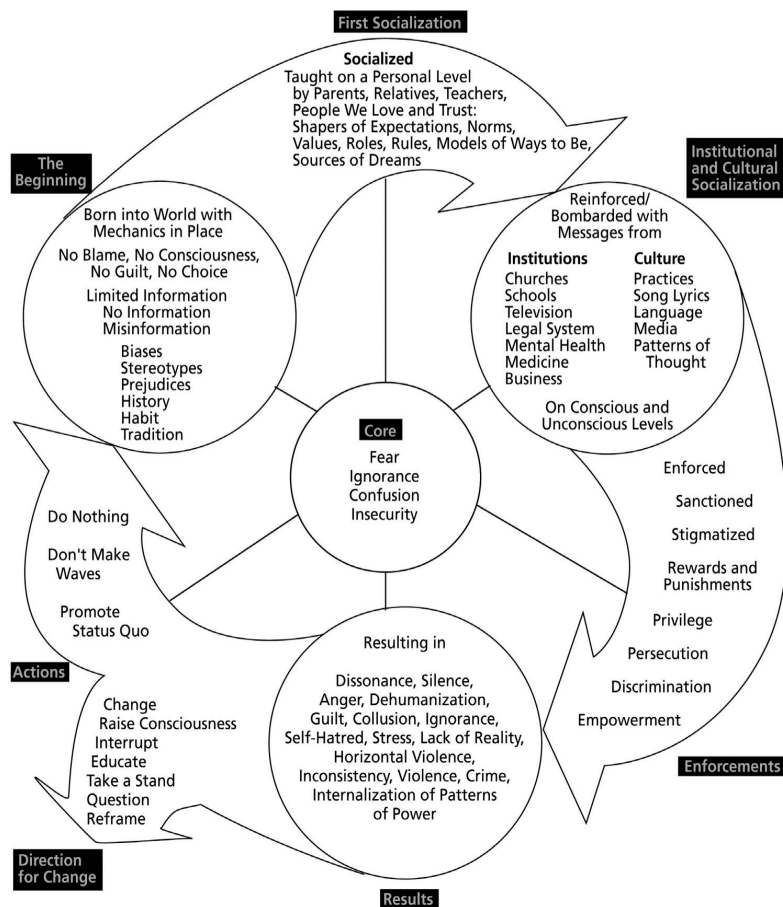 First Socialization
Socialized
Taught on a Personal Level
by Parents, Relatives, Teachers,
People We Love and Trust:
Shapers of Expectations, Norms,
Values, Roles, Rules, Models of Ways to Be,
Sources of Dreams
The
Beginning
Born into World with
Mechanics in Place
No Blame, No Consciousness,
No Guilt, No Choice
Limited Information
No Information
Misinformation
Biases
Stereotypes
Prejudices
History
Habit
Tradition
Institutional
and Cultural
Socialization
Reinforced/
Bombarded with
Messages from
Institutions
Churches
Schools
Television
Legal System
Mental Health
Medicine
Business
Culture
Practices
Song Lyrics
Language
Media
Patterns of
Thought
On Conscious and
Unconscious Levels
Core
Fear
Ignorance
Confusion
Insecurity
Enforced
Sanctioned
Stigmatized
Rewards and
Punishments
Privilege
Persecution
Discrimination
Empowerment
Enforcements
Resulting in
Dissonance, Silence,
Anger, Dehumanization,
Guilt, Collusion, Ignorance,
Self-Hatred, Stress, Lack of Reality,
Horizontal Violence,
Inconsistency, Violence, Crime,
Internalization of Patterns
of Power
Results
Do Nothing
Don't Make
Waves
Promote
Status Quo
Actions
Change
Raise Consciousness
Interrupt
Educate
Take a Stand
Question
Reframe
Direction
for Change